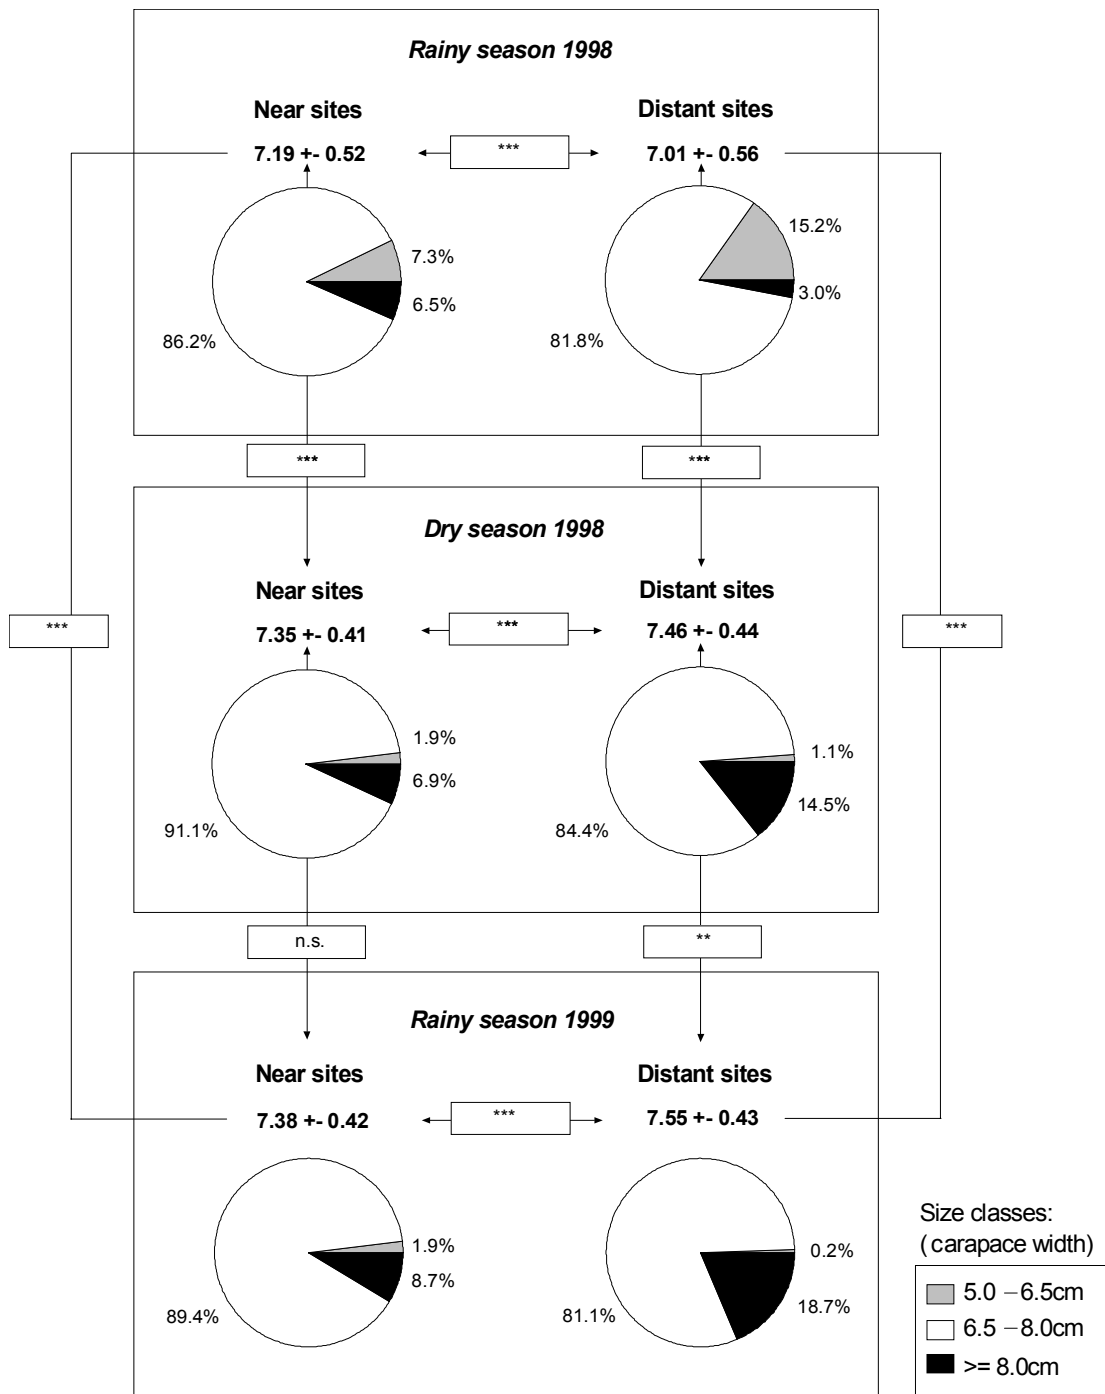 Rainy season 1998
Near sites
Distant sites
7.19 +- 0.52
***
7.01 +- 0.56
7.3%
6.5%
86.2%
15.2%
3.0%
81.8%
***
***
Dry season 1998
Near sites
Distant sites
7.35 +- 0.41
***
7.46 +- 0.44
***
***
1.9%
6.9%
91.1%
1.1%
14.5%
84.4%
n.s.
**
Rainy season 1999
Near sites
Distant sites
7.38 +- 0.42
***
7.55 +- 0.43
1.9%
8.7%
89.4%
0.2%
18.7%
81.1%
Size classes:
( carapace width)
5.0 –6.5cm
6.5 –8.0cm
>= 8.0cm